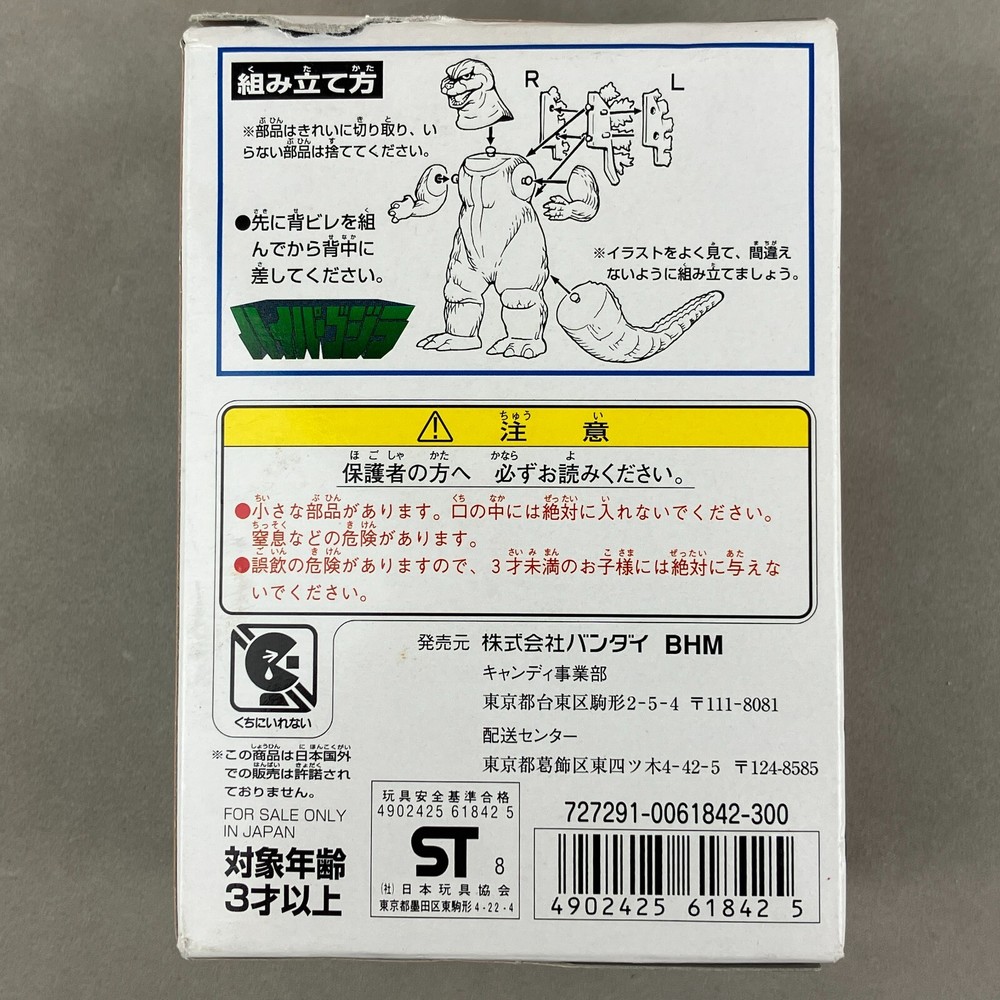 組み立て方
R
L
※部品はきれいに切り取り、い
らない部品は捨ててください。
●先に背ビレを組
んでから背中に
差してください。
※イラストをよく見て、間違え
ないように組み立てましょう。
ハイパーゴジラ
注意
保護者の方へ 必ずお読みください。
●小さな部品があります。口の中には絶対に入れないでください。
窒息などの危険があります。
●誤飲の危険がありますので、3才未満のお子様には絶対に与えな
いでください。
くちにいれない
発売元 株式会社バンダイ BHM
キャンディ事業部
東京都台東区駒形2-5-4 〒111-8081
配送センター
東京都葛飾区東四ツ木4-42-5 〒124-8585
※この商品は日本国外
での販売は許諾され
ておりません。
FOR SALE ONLY
IN JAPAN
対象年齢
3才以上
玩具安全基準合格
4902425 61842 5
ST 8
(社)日本玩具協会
東京都墨田区東駒形4-22-4
727291-0061842-300
4902425 61842 5